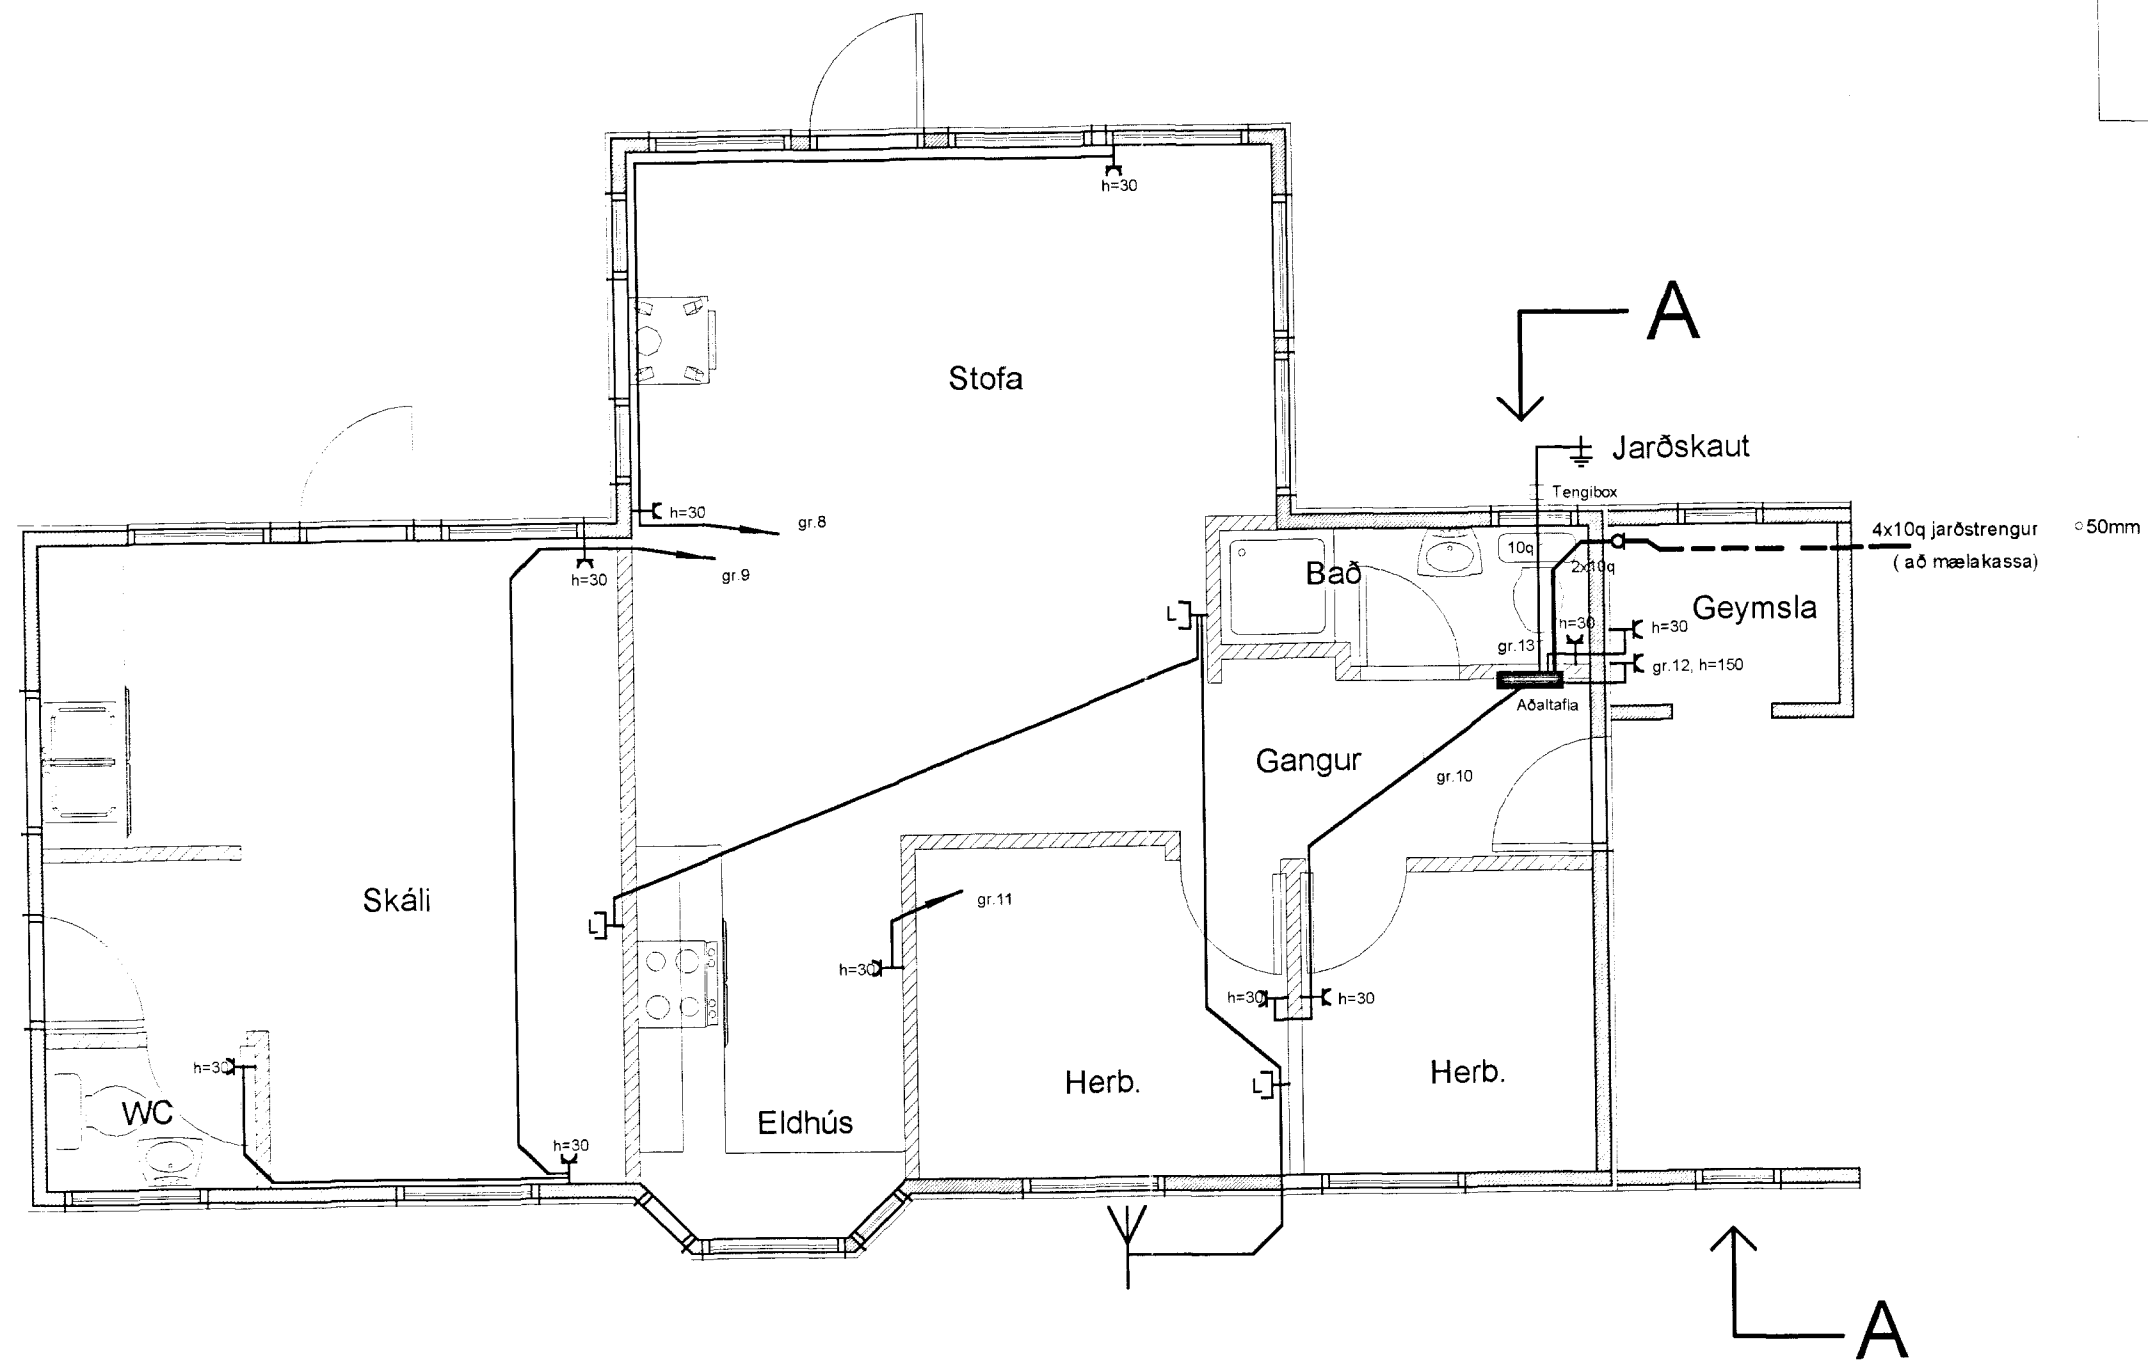 h=30
A
Stofa
Jarðskaut
Tengibox
h=30
gr.8
4x10q jarðstrengur
50mm
10q
2x10q
( að mælakassa)
h=30
gr.9
Bað
Geymsla
L
h=30
h=30
gr.13
gr.12, h=150
Aðaltafla
Gangur
gr.10
Skáli
gr.11
L
h=30
h=30
h=30
h=30
Herb.
Herb.
L
WC
Eldhús
h=30
A